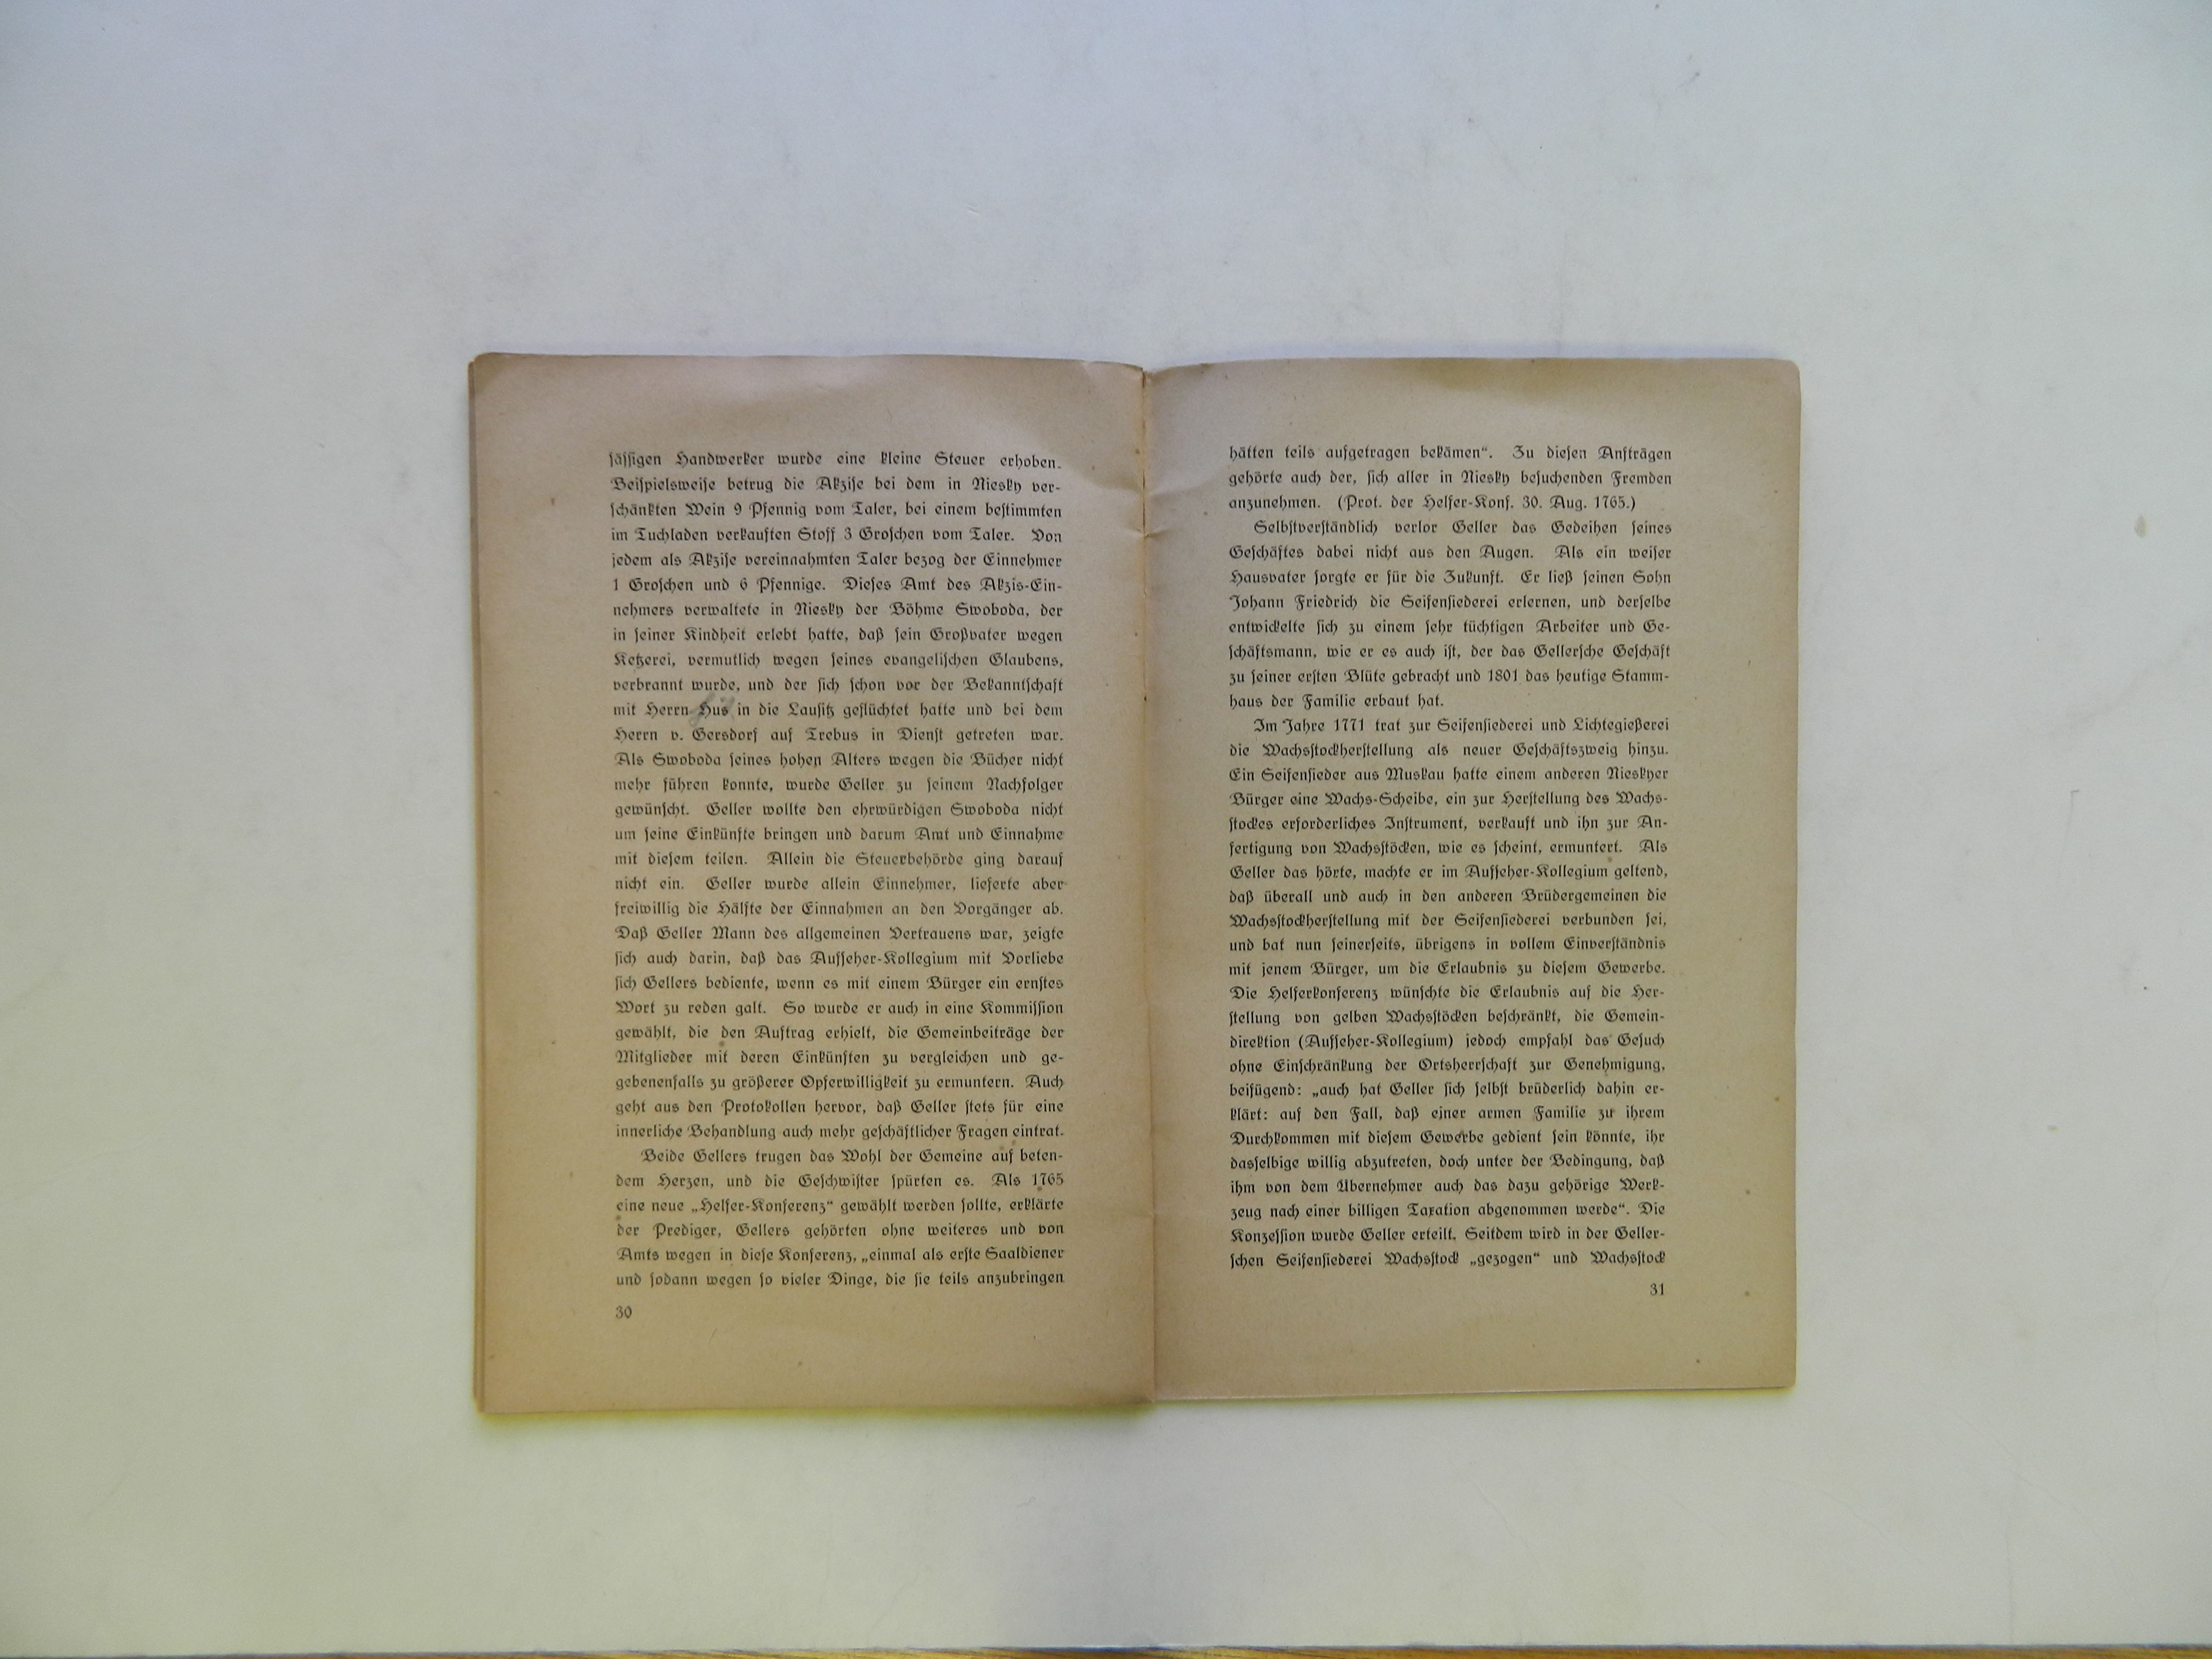 sässigen Handwerker wurde eine kleine Steuer erhoben.
Beispielsweise betrug die Akzise bei dem in Niesky ver-
schänkten Wein 9 Pfennig vom Taler, bei einem bestimmten
im Tuchladen verkauften Stoff 3 Groschen vom Taler. Von
jedem als Akzise vereinnahmten Taler bezog der Einnehmer
1 Groschen und 6 Pfennige. Dieses Amt des Akzis-Ein-
nehmers verwaltete in Niesky der Böhme Swoboda, der
in seiner Kindheit erlebt hatte, daß sein Großvater wegen
Ketzerei, vermutlich wegen seines evangelischen Glaubens,
verbrannt wurde, und der sich schon vor der Bekanntschaft
mit Herrn Hus in die Lausitz geflüchtet hatte und bei dem
Herrn v. Gersdorf auf Trebus in Dienst getreten war.
Als Swoboda seines hohen Alters wegen die Bücher nicht
mehr führen konnte, wurde Geller zu seinem Nachfolger
gewünscht. Geller wollte den ehrwürdigen Swoboda nicht
um seine Einkünfte bringen und darum Amt und Einnahme
mit diesem teilen. Allein die Steuerbehörde ging darauf
nicht ein. Geller wurde allein Einnehmer, lieferte aber
freiwillig die Hälfte der Einnahmen an den Vorgänger ab.
Daß Geller Mann des allgemeinen Vertrauens war, zeigte
sich auch darin, daß das Aufseher-Kollegium mit Vorliebe
sich Gellers bediente, wenn es mit einem Bürger ein ernstes
Wort zu reden galt. So wurde er auch in eine Kommission
gewählt, die den Auftrag erhielt, die Gemeinbeiträge der
Mitglieder mit deren Einkünften zu vergleichen und ge-
gebenenfalls zu größerer Opferwilligkeit zu ermuntern. Auch
geht aus den Protokollen hervor, daß Geller stets für eine
innerliche Behandlung auch mehr geschäftlicher Fragen eintrat.
Beide Gellers trugen das Wohl der Gemeine auf beten-
dem Herzen, und die Geschwister spürten es. Als 1765
eine neue „Helfer-Konferenz“ gewählt werden sollte, erklärte
der Prediger, Gellers gehörten ohne weiteres und von
Amts wegen in diese Konferenz, „einmal als erste Saaldiener
und sodann wegen so vieler Dinge, die sie teils anzubringen
30
hätten teils aufgetragen bekämen“. Zu diesen Aufträgen
gehörte auch der, sich aller in Niesky besuchenden Fremden
anzunehmen. (Prot. der Helfer-Konf. 30. Aug. 1765.)
Selbstverständlich verlor Geller das Gedeihen seines
Geschäftes dabei nicht aus den Augen. Als ein weiser
Hausvater sorgte er für die Zukunft. Er ließ seinen Sohn
Johann Friedrich die Seifensiederei erlernen, und derselbe
entwickelte sich zu einem sehr tüchtigen Arbeiter und Ge-
schäftsmann, wie er es auch ist, der das Gellersche Geschäft
zu seiner ersten Blüte gebracht und 1801 das heutige Stamm-
haus der Familie erbaut hat.
Im Jahre 1771 trat zur Seifensiederei und Lichtegießerei
die Wachsstockherstellung als neuer Geschäftszweig hinzu.
Ein Seifensieder aus Muskau hatte einem anderen Nieskyer
Bürger eine Wachs-Scheibe, ein zur Herstellung des Wachs-
stockes erforderliches Instrument, verkauft und ihn zur An-
fertigung von Wachsstöcken, wie es scheint, ermuntert. Als
Geller das hörte, machte er im Aufseher-Kollegium geltend,
daß überall und auch in den anderen Brüdergemeinen die
Wachsstockherstellung mit der Seifensiederei verbunden sei,
und bat nun seinerseits, übrigens in vollem Einverständnis
mit jenem Bürger, um die Erlaubnis zu diesem Gewerbe.
Die Helferkonferenz wünschte die Erlaubnis auf die Her-
stellung von gelben Wachsstöcken beschränkt, die Gemein-
direktion (Aufseher-Kollegium) jedoch empfahl das Gesuch
ohne Einschränkung der Ortsherrschaft zur Genehmigung,
beifügend: „auch hat Geller sich selbst brüderlich dahin er-
klärt: auf den Fall, daß einer armen Familie zu ihrem
Durchkommen mit diesem Gewerbe gedient sein könnte, ihr
dasselbige willig abzutreten, doch unter der Bedingung, daß
ihm von dem Übernehmer auch das dazu gehörige Werk-
zeug nach einer billigen Taxation abgenommen werde“. Die
Konzession wurde Geller erteilt. Seitdem wird in der Geller-
schen Seifensiederei Wachsstock „gezogen“ und Wachsstock
31